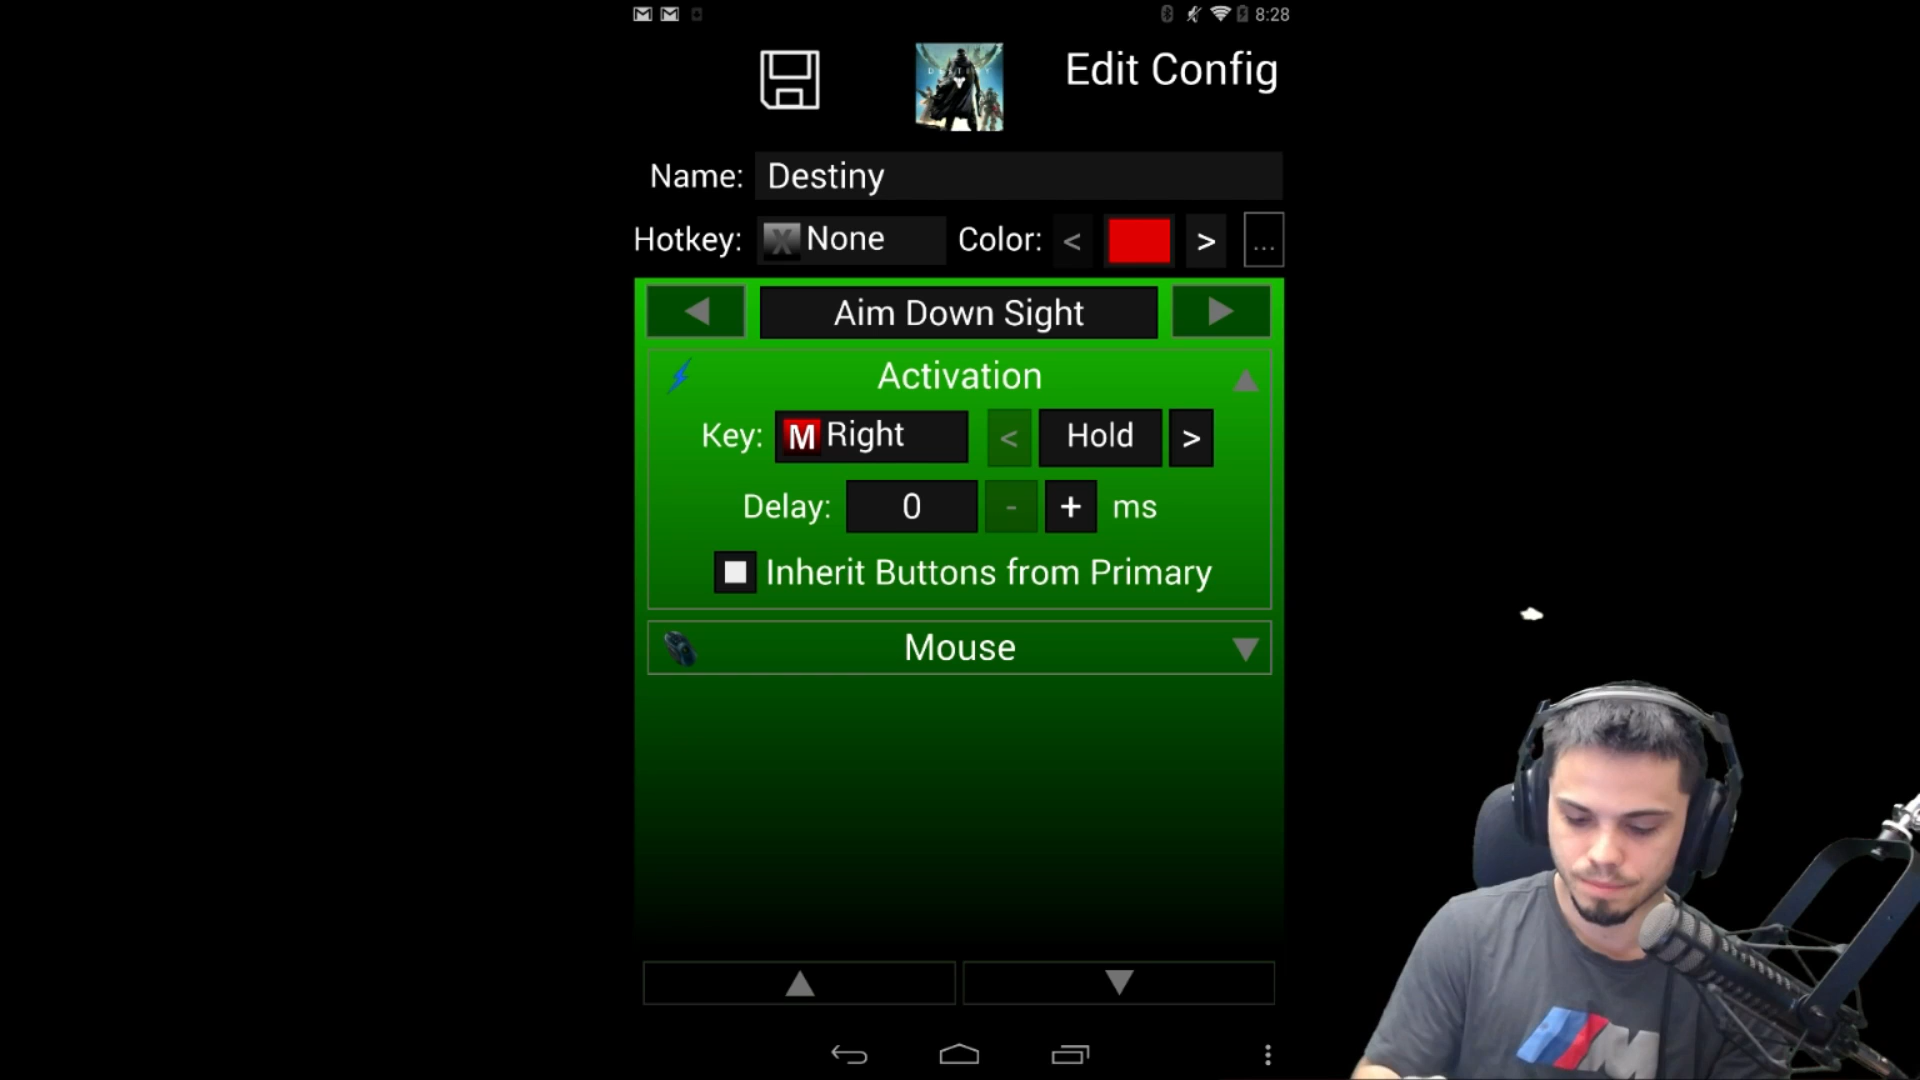 8:28
DESTINY
Edit Config
Name: Destiny
Hotkey: X None Color: < > ...
Aim Down Sight
Activation
Key: M Right < Hold >
Delay: 0 - + ms
Inherit Buttons from Primary
Mouse
M